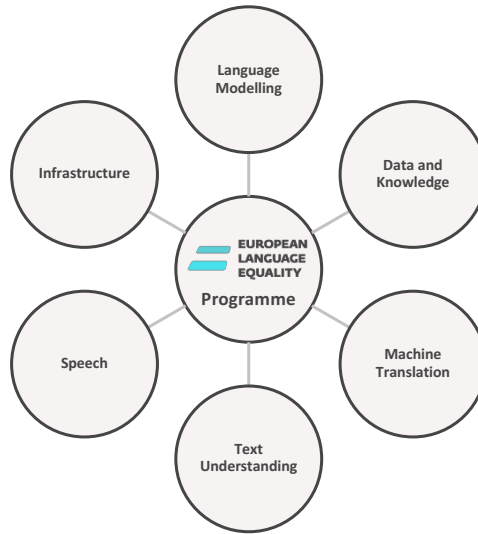 Language
Modelling
Infrastructure
Data and
Knowledge
EUROPEAN
LANGUAGE
EQUALITY
Programme
Speech
Machine
Translation
Text
Understanding